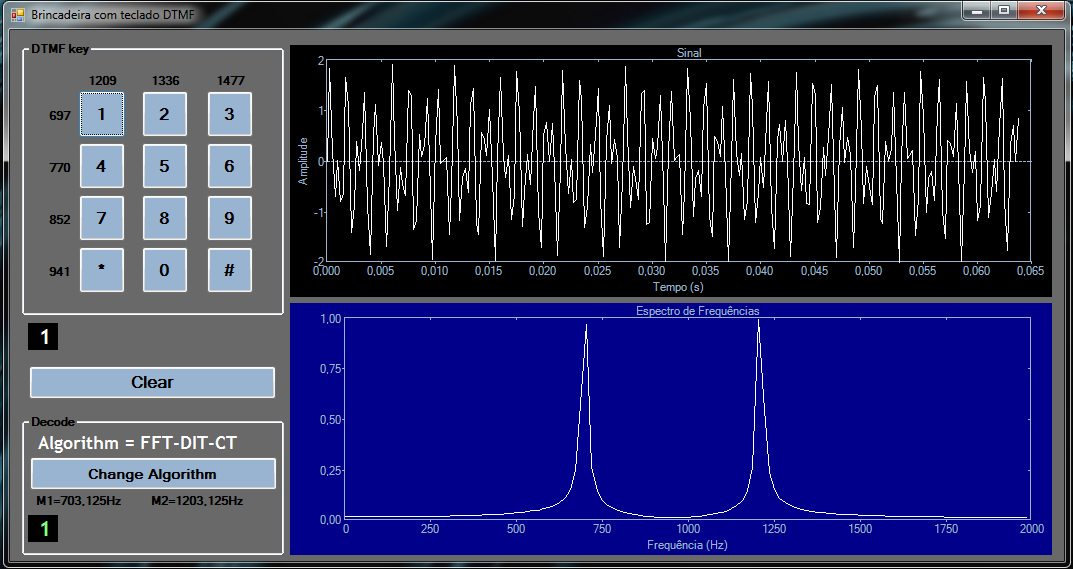 Brincadeira com teclado DTMF
DTMF key
1209 1336 1477
697 1 2 3
770 4 5 6
852 7 8 9
941 * 0 #
1
Clear
Decode
Algorithm = FFT-DIT-CT
Change Algorithm
M1=703,125Hz M2=1203,125Hz
1
Sinal
Amplitude
2
1
0
-1
-2
0,000 0,005 0,010 0,015 0,020 0,025 0,030 0,035 0,040 0,045 0,050 0,055 0,060 0,065
Tempo (s)
Espectro de Frequências
1,00
0,75
0,50
0,25
0,00
0 250 500 750 1000 1250 1500 1750 2000
Frequência (Hz)